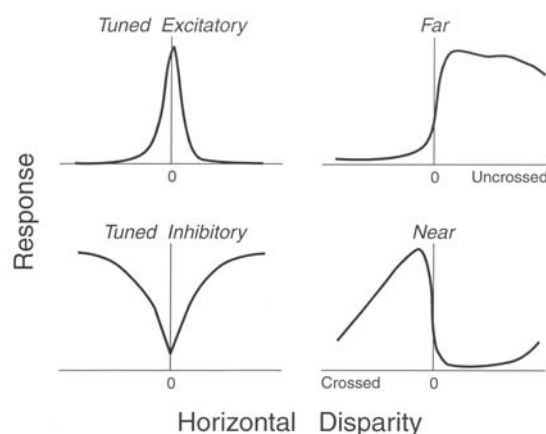 Tuned Excitatory
Far
0
0
Uncrossed
Response
Tuned Inhibitory
Near
0
Crossed
0
Horizontal Disparity